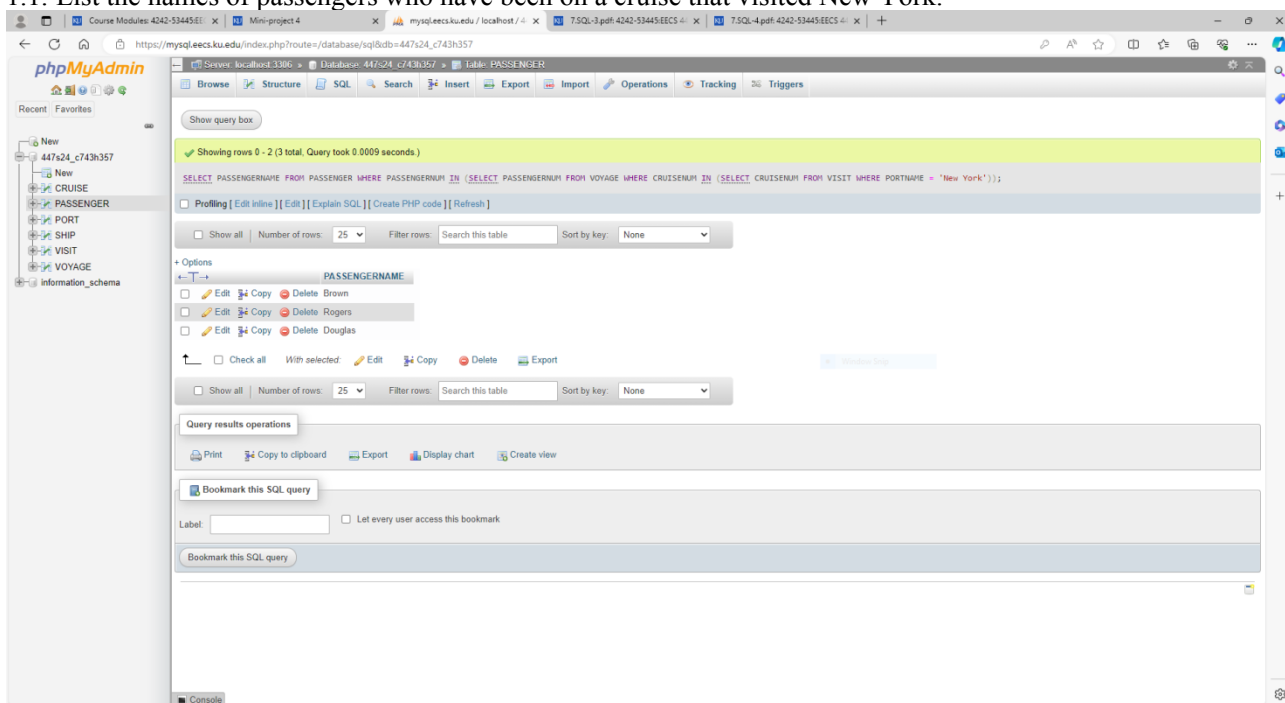 1.1. List the names of passengers who have been on a cruise that visited New York.
Course Modules: 4242-53445:EE
Mini-project 4
mysql.eecs.ku.edu / localhost / 4
7.SQL-3.pdf: 4242-53445:EECS 4
7.SQL-4.pdf: 4242-53445:EECS 4
https://mysql.eecs.ku.edu/index.php?route=/database/sql&db=447s24_c743h357
phpMyAdmin
Recent Favorites
New
447s24_c743h357
New
CRUISE
PASSENGER
PORT
SHIP
VISIT
VOYAGE
information_schema
Server: localhost:3306 » Database: 447s24_c743h357 » Table: PASSENGER
Browse Structure SQL Search Insert Export Import Operations Tracking Triggers
Show query box
Showing rows 0 - 2 (3 total, Query took 0.0009 seconds.)
SELECT PASSENGERNAME FROM PASSENGER WHERE PASSENGERNUM IN (SELECT PASSENGERNUM FROM VOYAGE WHERE CRUISENUM IN (SELECT CRUISENUM FROM VISIT WHERE PORTNAME = 'New York'));
Profiling [ Edit inline ] [ Edit ] [ Explain SQL ] [ Create PHP code ] [ Refresh ]
Show all | Number of rows: 25 Filter rows: Search this table Sort by key: None
+ Options
←T→ PASSENGERNAME
Edit Copy Delete Brown
Edit Copy Delete Rogers
Edit Copy Delete Douglas
Check all With selected: Edit Copy Delete Export
Show all | Number of rows: 25 Filter rows: Search this table Sort by key: None
Query results operations
Print Copy to clipboard Export Display chart Create view
Bookmark this SQL query
Label: Let every user access this bookmark
Bookmark this SQL query
Console